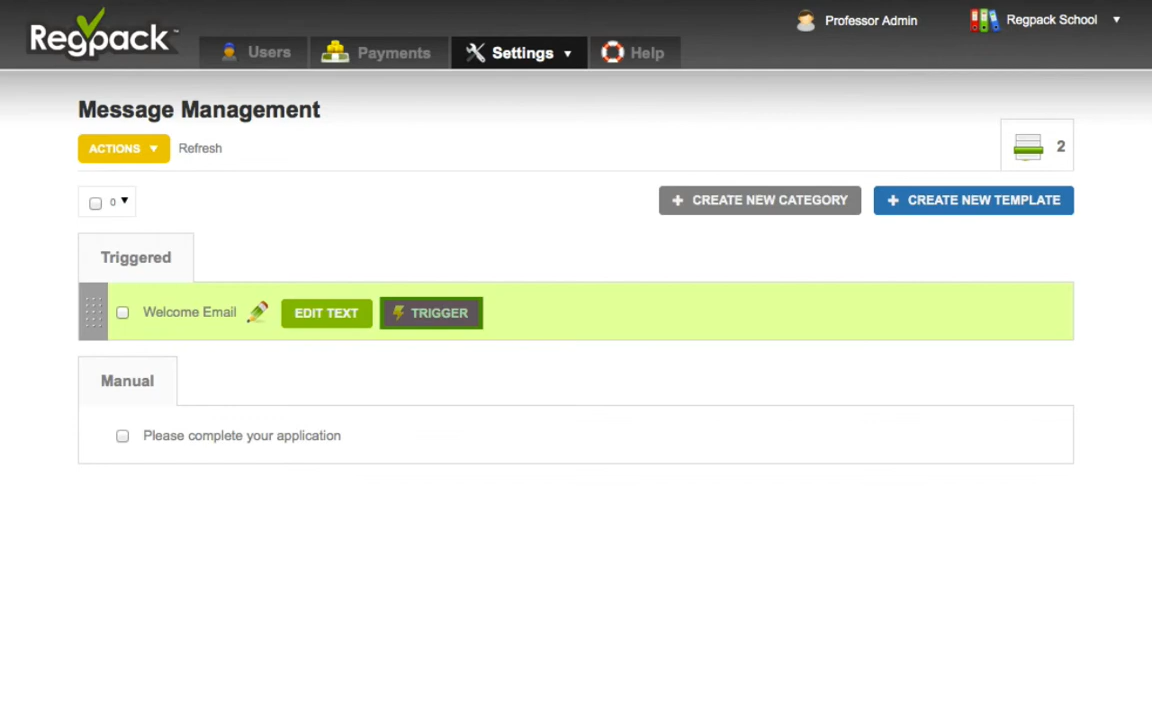 Regpack™
Users
Payments
Settings ▼
Help
Professor Admin
Regpack School ▼
Message Management
ACTIONS ▼
Refresh
2
0 ▼
+ CREATE NEW CATEGORY
+ CREATE NEW TEMPLATE
Triggered
Welcome Email
EDIT TEXT
TRIGGER
Manual
Please complete your application